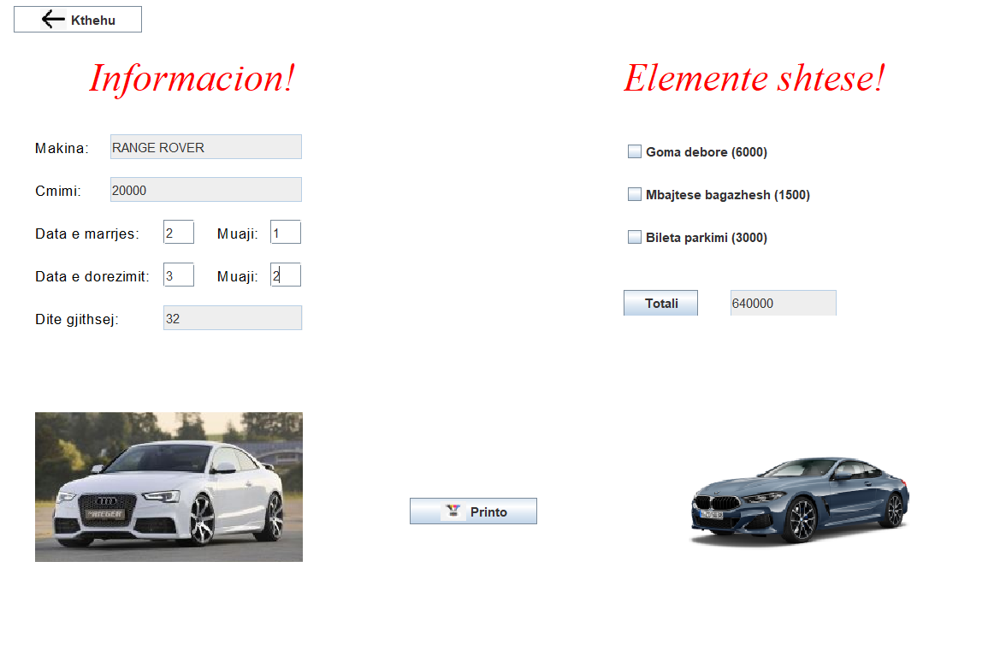 Kthehu
Informacion!
Elemente shtese!
Makina: RANGE ROVER
Cmimi: 20000
Data e marrjes: 2 Muaji: 1
Data e dorezimit: 3 Muaji: 2
Dite gjithsej: 32
Goma debore (6000)
Mbajtese bagazhesh (1500)
Bileta parkimi (3000)
Totali 640000
RIEGER
Printo